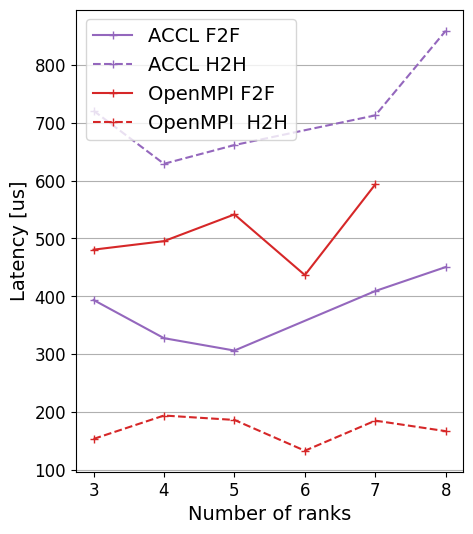 ACCL F2F
ACCL H2H
OpenMPI F2F
OpenMPI  H2H
800
700
600
500
400
300
200
100
Latency [us]
3 4 5 6 7 8
Number of ranks